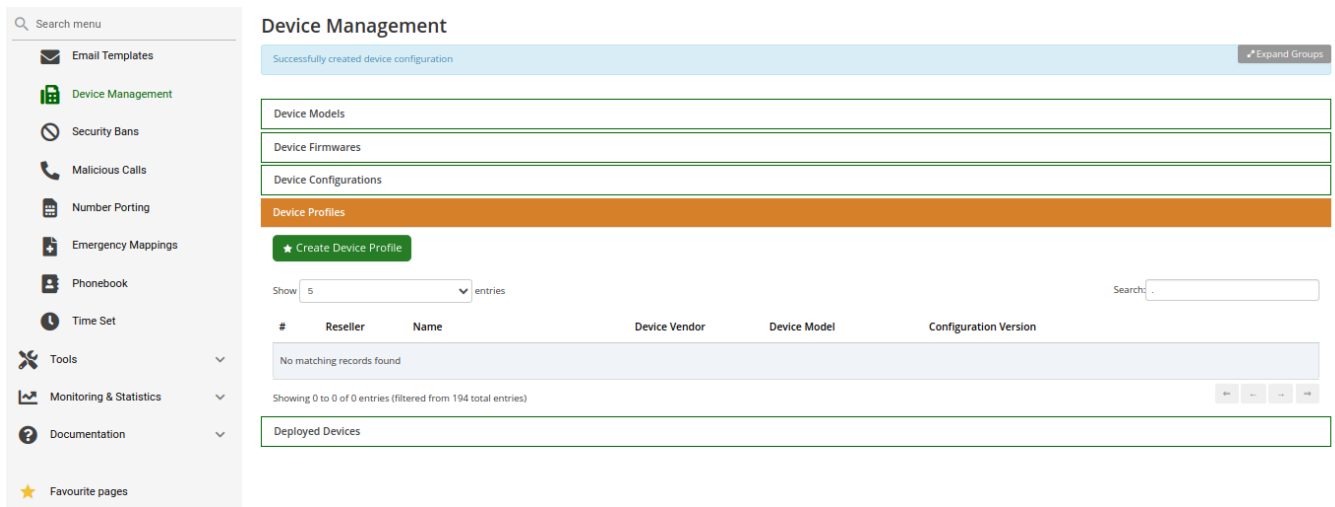 Search menu
Email Templates
Device Management
Security Bans
Malicious Calls
Number Porting
Emergency Mappings
Phonebook
Time Set
Tools
Monitoring & Statistics
Documentation
Favourite pages
Device Management
Successfully created device configuration
Expand Groups
Device Models
Device Firmwares
Device Configurations
Device Profiles
Create Device Profile
Show 5 entries
Search: .
# Reseller Name Device Vendor Device Model Configuration Version
No matching records found
Showing 0 to 0 of 0 entries (filtered from 194 total entries)
⇐ ← → ⇒
Deployed Devices